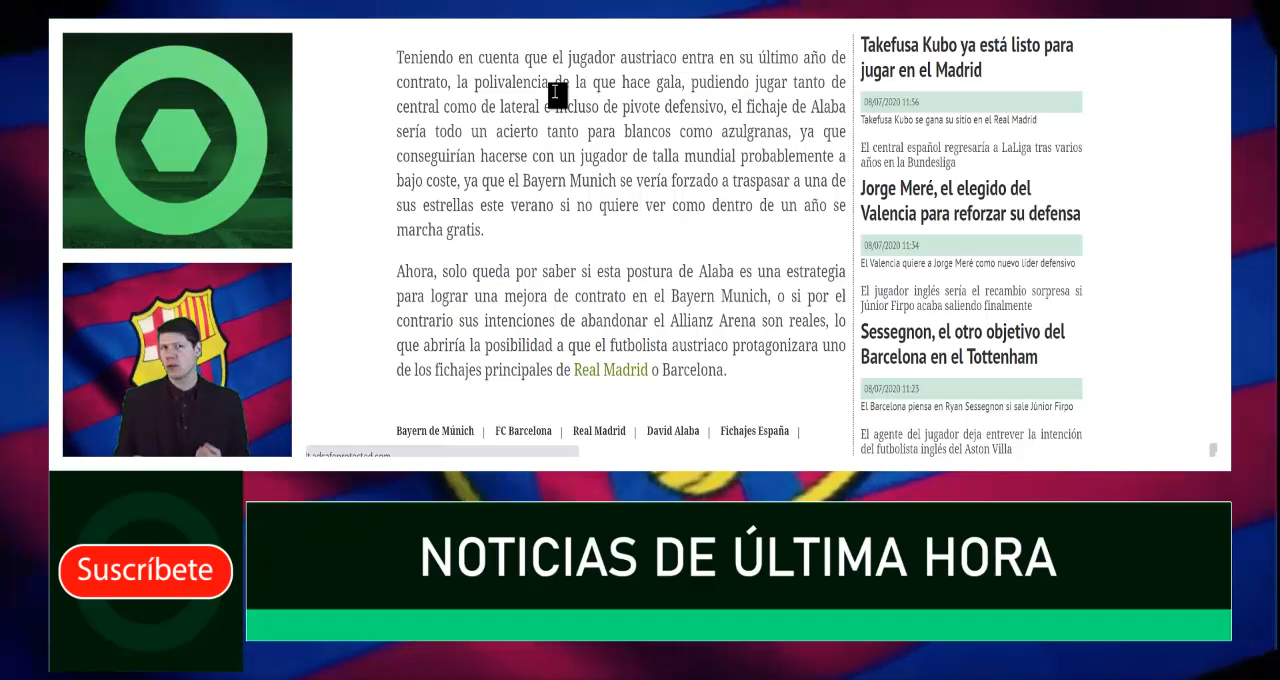 Teniendo en cuenta que el jugador austriaco entra en su último año de
contrato, la polivalencia de la que hace gala, pudiendo jugar tanto de
central como de lateral e incluso de pivote defensivo, el fichaje de Alaba
sería todo un acierto tanto para blancos como azulgranas, ya que
conseguirían hacerse con un jugador de talla mundial probablemente a
bajo coste, ya que el Bayern Munich se vería forzado a traspasar a una de
sus estrellas este verano si no quiere ver como dentro de un año se
marcha gratis.
Ahora, solo queda por saber si esta postura de Alaba es una estrategia
para lograr una mejora de contrato en el Bayern Munich, o si por el
contrario sus intenciones de abandonar el Allianz Arena son reales, lo
que abriría la posibilidad a que el futbolista austriaco protagonizara uno
de los fichajes principales de Real Madrid o Barcelona.
Bayern de Múnich | FC Barcelona | Real Madrid | David Alaba | Fichajes España |
Takefusa Kubo ya está listo para
jugar en el Madrid
08/07/2020 11:56
Takefusa Kubo se gana su sitio en el Real Madrid
El central español regresaría a LaLiga tras varios
años en la Bundesliga
Jorge Meré, el elegido del
Valencia para reforzar su defensa
08/07/2020 11:34
El Valencia quiere a Jorge Meré como nuevo líder defensivo
El jugador inglés sería el recambio sorpresa si
Júnior Firpo acaba saliendo finalmente
Sessegnon, el otro objetivo del
Barcelona en el Tottenham
08/07/2020 11:23
El Barcelona piensa en Ryan Sessegnon si sale Júnior Firpo
El agente del jugador deja entrever la intención
del futbolista inglés del Aston Villa
Suscríbete
NOTICIAS DE ÚLTIMA HORA